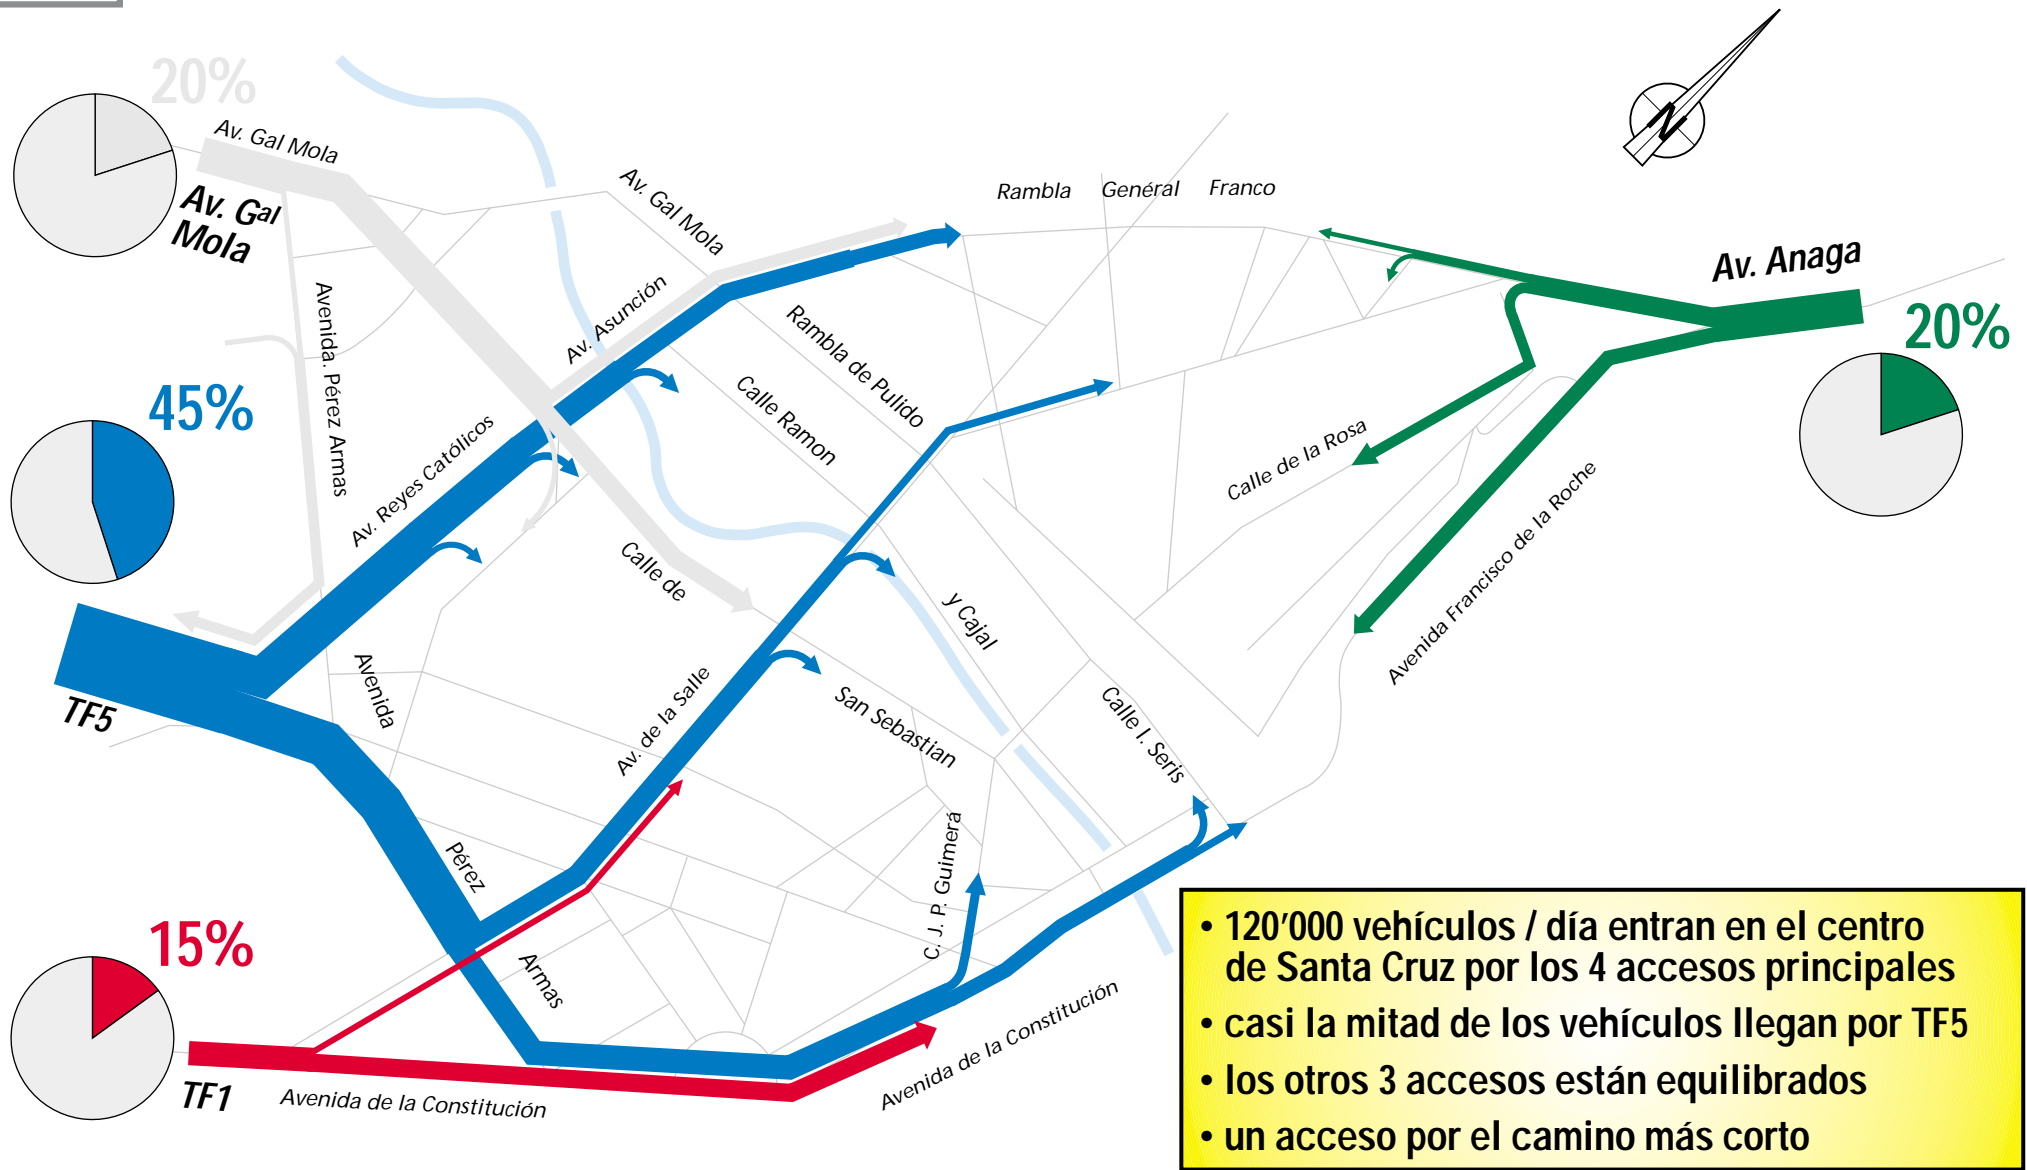 20%
Av. Gal Mola
Av. Gal
Mola
Av. Gal Mola
Rambla Général Franco
N
Av. Anaga
20%
Avenida. Pérez Armas
Av. Asunción
Rambla de Pulido
Calle Ramon
45%
Av. Reyes Católicos
Calle de la Rosa
Avenida Francisco de la Roche
Calle de
y Cajal
TF5
Avenida
Av. de la Salle
San Sebastian
Calle I. Seris
Pérez
C. J. P. Guimerá
15%
Armas
TF1
Avenida de la Constitución
Avenida de la Constitución
• 120'000 vehículos / día entran en el centro
de Santa Cruz por los 4 accesos principales
• casi la mitad de los vehículos llegan por TF5
• los otros 3 accesos están equilibrados
• un acceso por el camino más corto